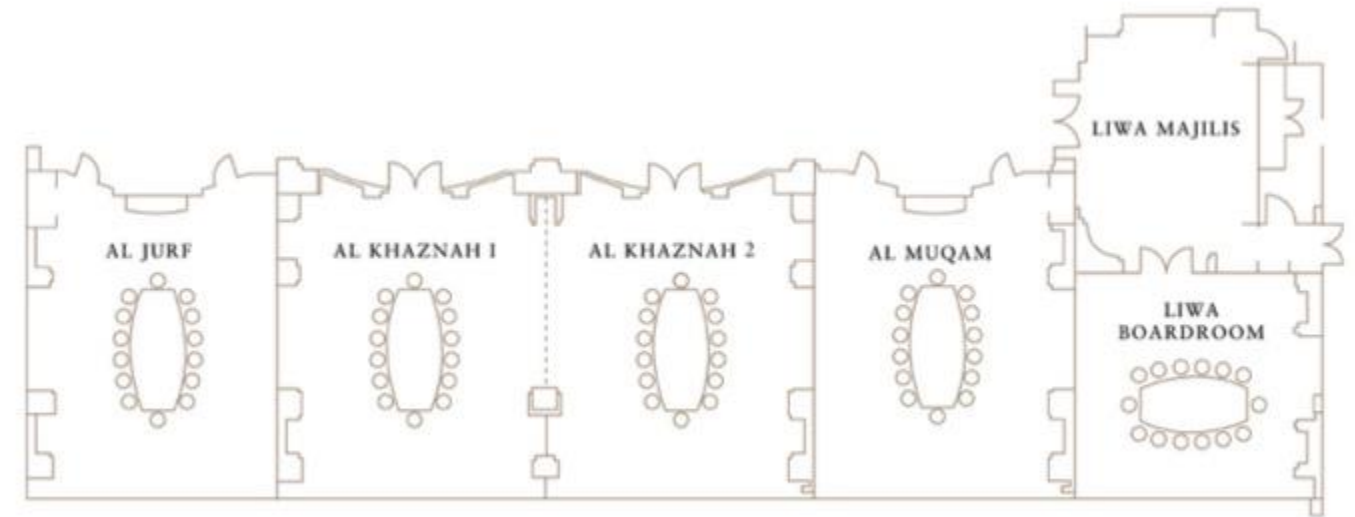 LIWA MAJILIS
AL JURF
AL KHAZNAH 1
AL KHAZNAH 2
AL MUQAM
LIWA
BOARDROOM